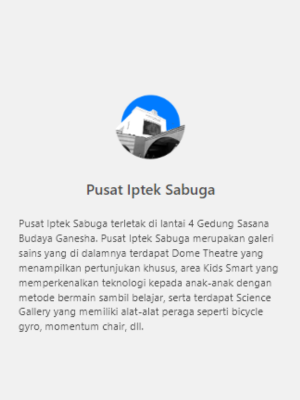 Pusat Iptek Sabuga
Pusat Iptek Sabuga terletak di lantai 4 Gedung Sasana
Budaya Ganesha. Pusat Iptek Sabuga merupakan galeri
sains yang di dalamnya terdapat Dome Theatre yang
menampilkan pertunjukan khusus, area Kids Smart yang
memperkenalkan teknologi kepada anak-anak dengan
metode bermain sambil belajar, serta terdapat Science
Gallery yang memiliki alat-alat peraga seperti bicycle
gyro, momentum chair, dll.